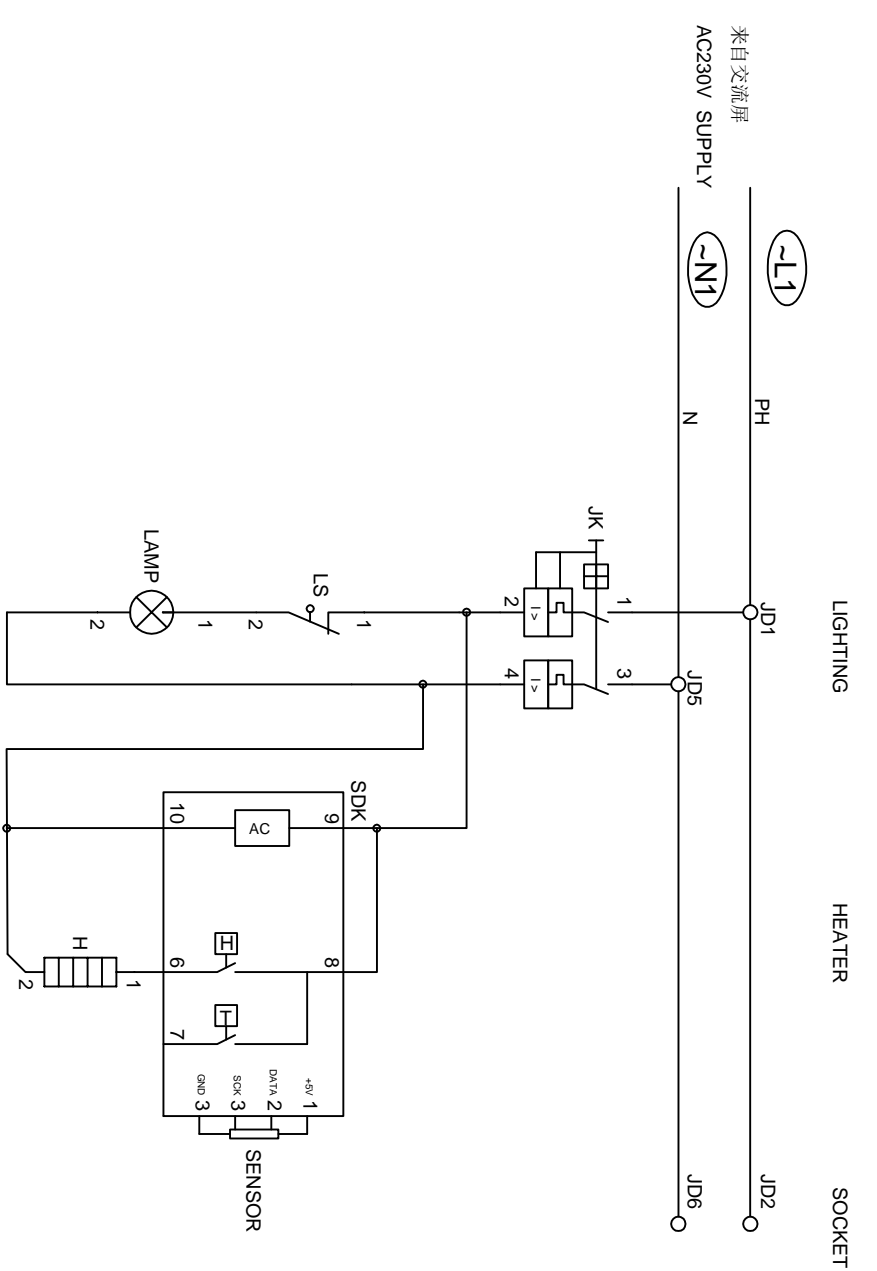 LIGHTING
HEATER
SOCKET
~L1
PH
JD1
JD2
来自交流屏
AC230V SUPPLY
~N1
N
JD5
JD6
1
3
JK
I>
I>
2
4
1
LS
2
SDK
9
8
+5V 1
DATA 2
SCK 3
GND 3
SENSOR
AC
H
T
10
6
7
1
LAMP
2
1
H
2